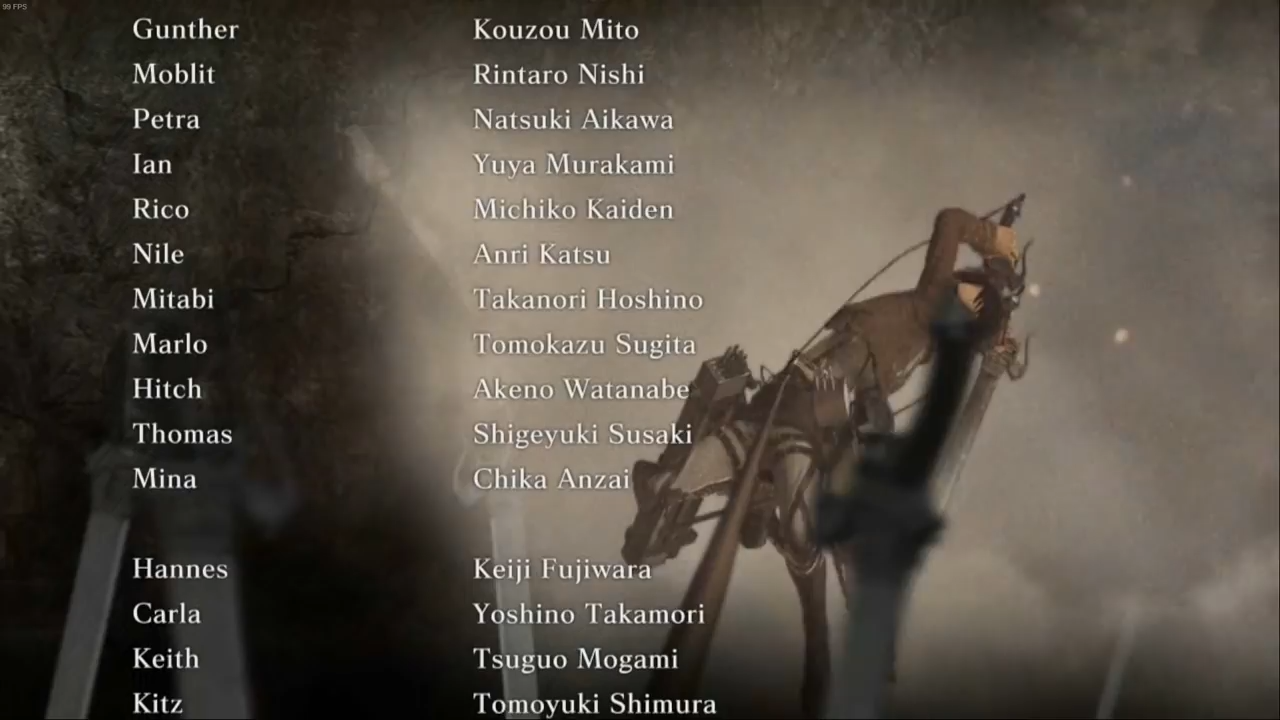 99 FPS
Gunther Kouzou Mito
Moblit Rintaro Nishi
Petra Natsuki Aikawa
Ian Yuya Murakami
Rico Michiko Kaiden
Nile Anri Katsu
Mitabi Takanori Hoshino
Marlo Tomokazu Sugita
Hitch Akeno Watanabe
Thomas Shigeyuki Susaki
Mina Chika Anzai
Hannes Keiji Fujiwara
Carla Yoshino Takamori
Keith Tsuguo Mogami
Kitz Tomoyuki Shimura